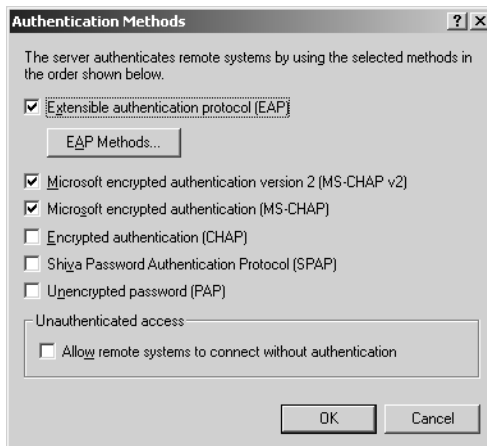 Authentication Methods
The server authenticates remote systems by using the selected methods in
the order shown below.
Extensible authentication protocol (EAP)
EAP Methods...
Microsoft encrypted authentication version 2 (MS-CHAP v2)
Microsoft encrypted authentication (MS-CHAP)
Encrypted authentication (CHAP)
Shiva Password Authentication Protocol (SPAP)
Unencrypted password (PAP)
Unauthenticated access
Allow remote systems to connect without authentication
OK Cancel